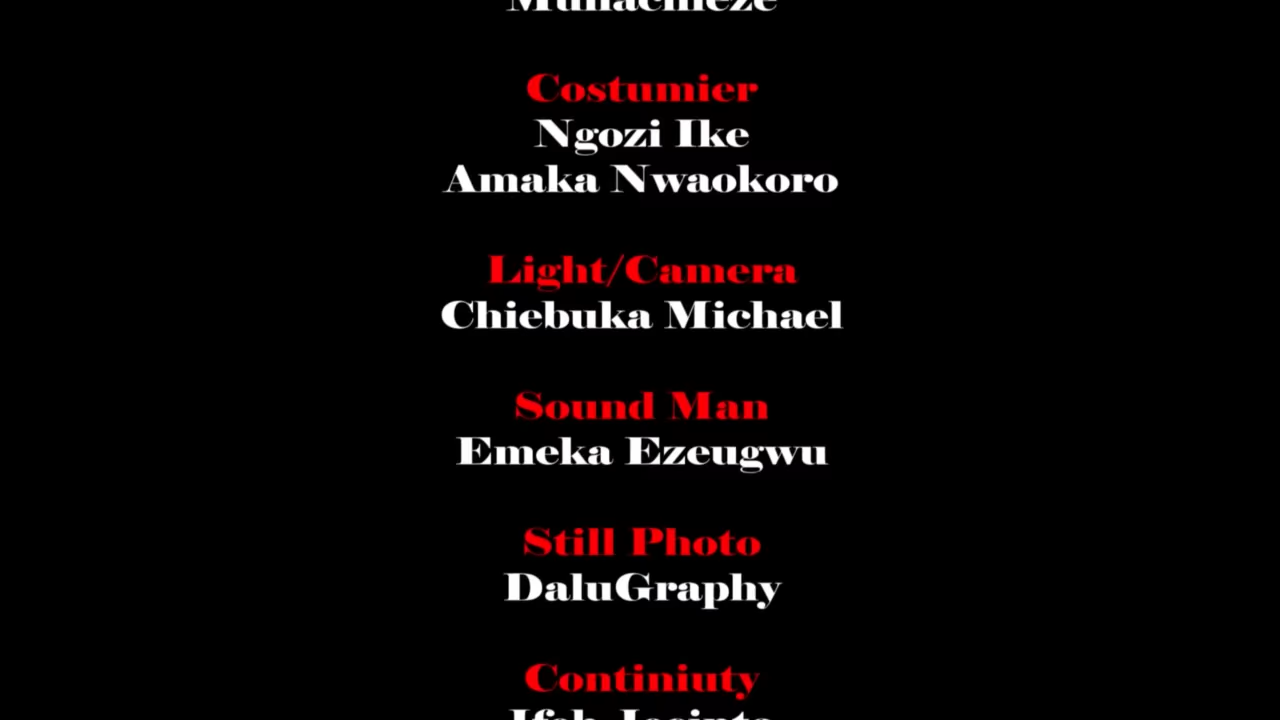 Costumier
Ngozi Ike
Amaka Nwaokoro
Light/Camera
Chiebuka Michael
Sound Man
Emeka Ezeugwu
Still Photo
DaluGraphy
Continiuty